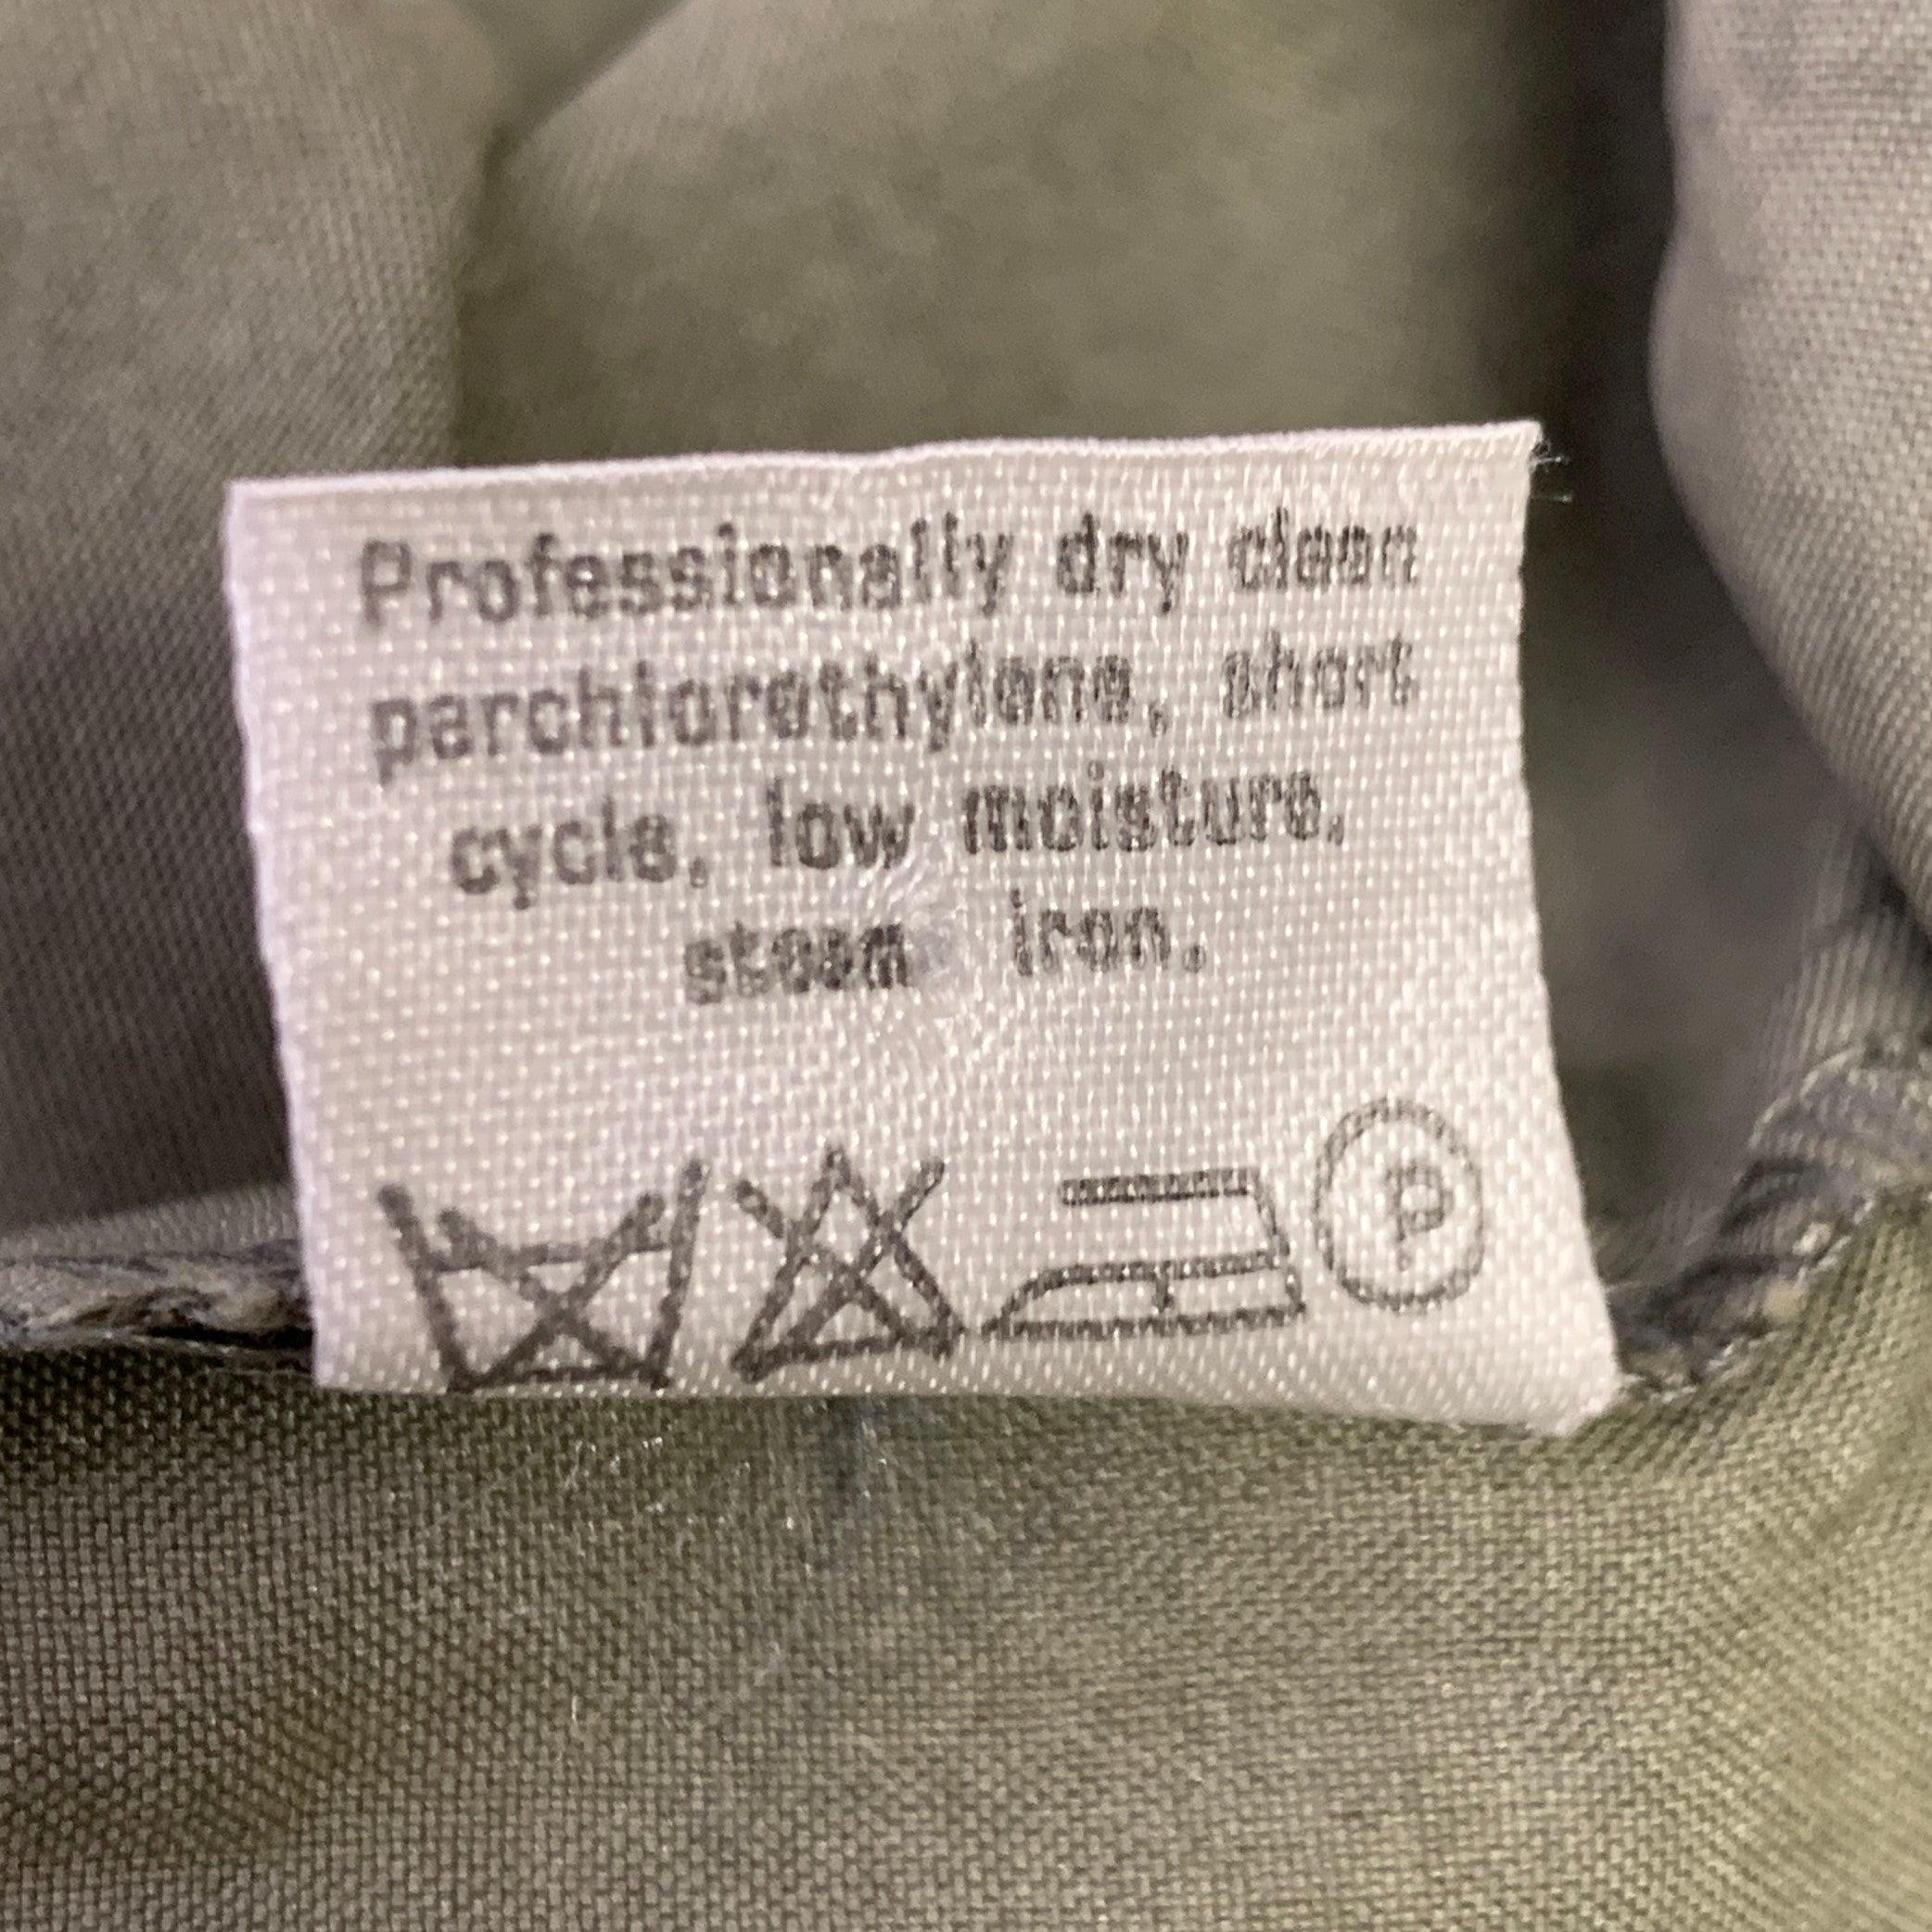 Professionally dry clean
perchlorethylene, short
cycle, low moisture,
steam iron.
P